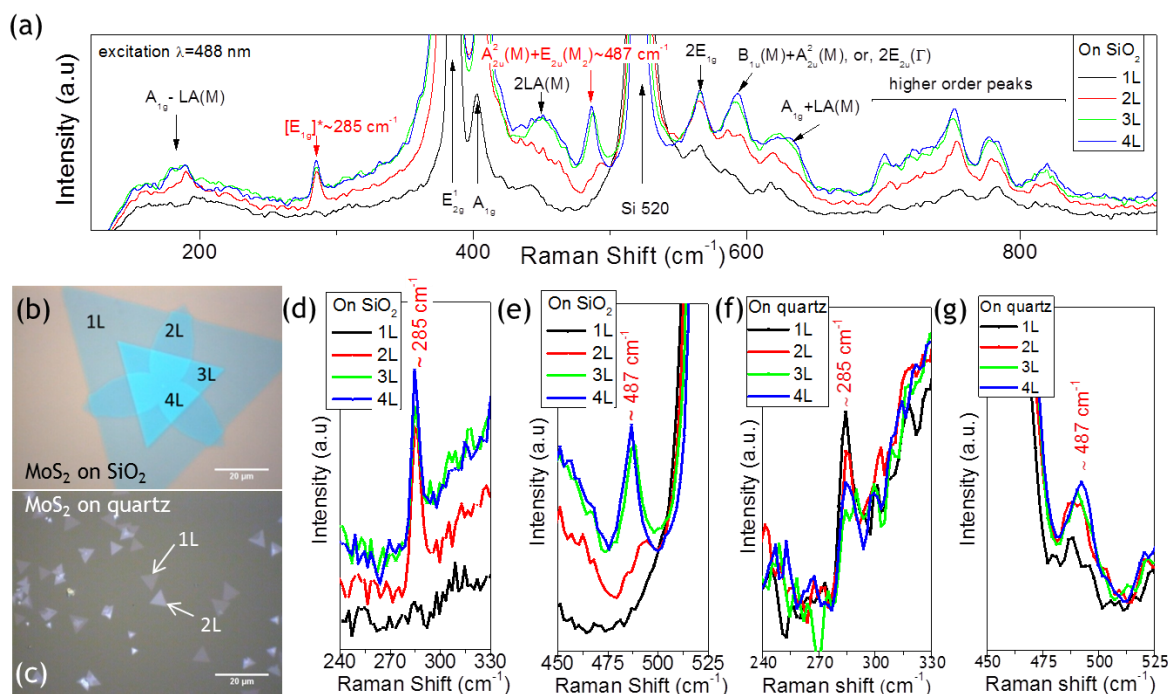 (a)
excitation λ=488 nm
A₁g- LA(M)
[E₁g]*~285 cm⁻¹
A²₂u(M)+E₂u(M₂)~487 cm⁻¹
2LA(M)
2E₁g
B₁u(M)+A²₂u(M), or, 2E₂u(Γ)
A₁g+LA(M)
higher order peaks
On SiO₂
1L
2L
3L
4L
E¹₂g
A₁g
Si 520
Intensity (a.u)
200 400 600 800
Raman Shift (cm⁻¹)
(b)
1L
2L
3L
4L
MoS₂ on SiO₂
20 μm
MoS₂ on quartz
1L
2L
(c)
20 μm
(d)
On SiO₂
1L
2L
3L
4L
~ 285 cm⁻¹
Intensity (a.u)
240 270 300 330
Raman Shift (cm⁻¹)
(e)
On SiO₂
1L
2L
3L
4L
~ 487 cm⁻¹
Intensity (a.u)
450 475 500 525
Raman Shift (cm⁻¹)
(f)
On quartz
1L
2L
3L
4L
~ 285 cm⁻¹
Intensity (a.u)
240 270 300 330
Raman Shift (cm⁻¹)
(g)
On quartz
1L
2L
3L
4L
~ 487 cm⁻¹
Intensity (a.u.)
450 475 500 525
Raman Shift (cm⁻¹)